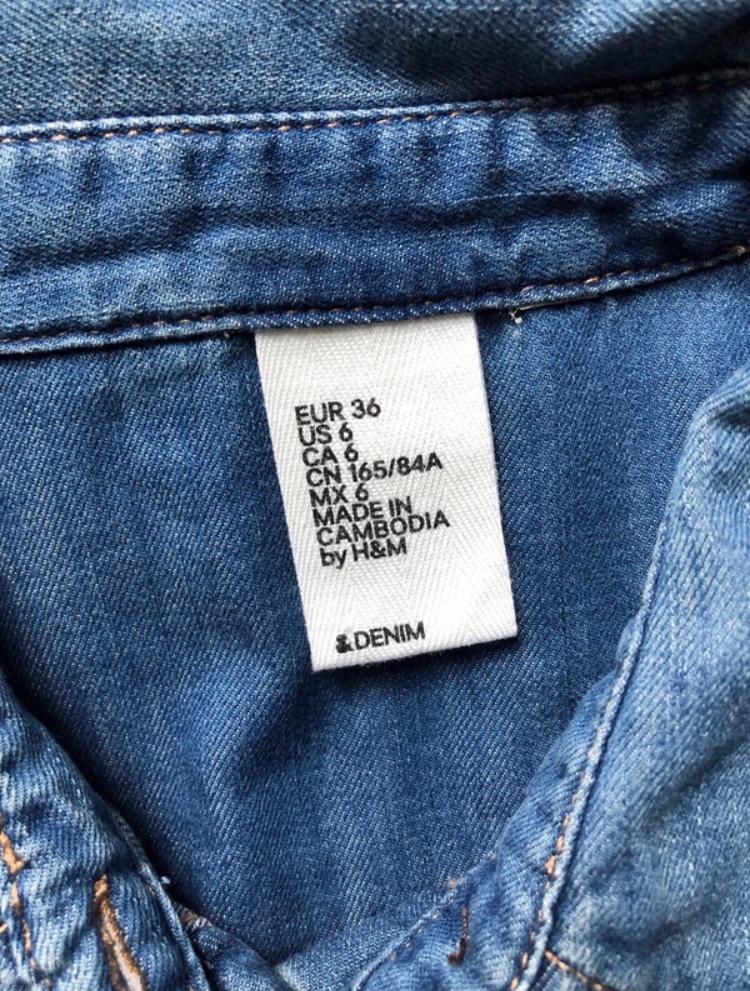 EUR 36
US 6
CA 6
CN 165/84A
MX 6
MADE IN
CAMBODIA
by H&M
&DENIM